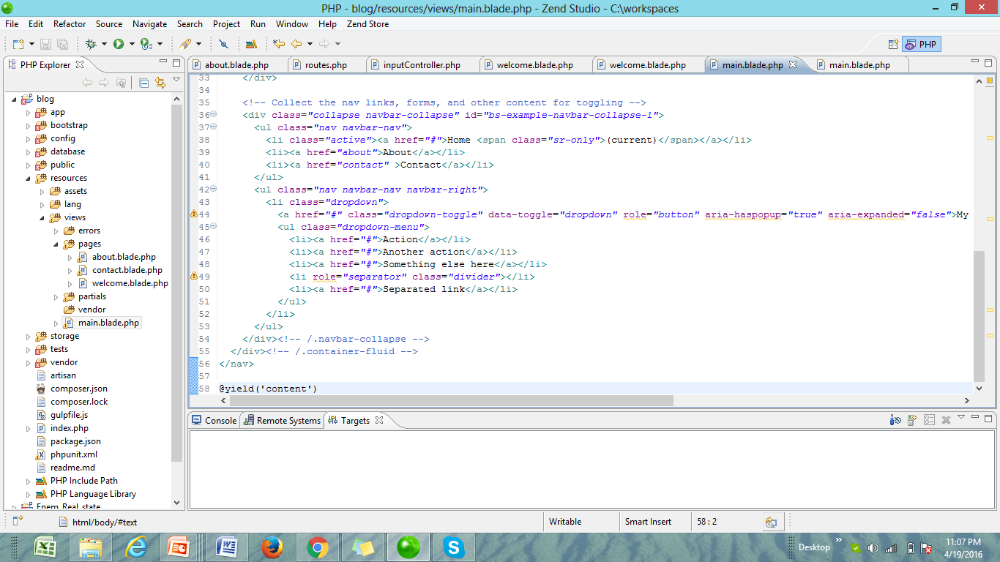 PHP - blog/resources/views/main.blade.php - Zend Studio - C:\workspaces
File Edit Refactor Source Navigate Search Project Run Window Help Zend Store
PHP
PHP Explorer
blog
app
bootstrap
config
database
public
resources
assets
lang
views
errors
pages
about.blade.php
contact.blade.php
welcome.blade.php
partials
vendor
main.blade.php
storage
tests
vendor
artisan
composer.json
composer.lock
gulpfile.js
index.php
package.json
phpunit.xml
readme.md
PHP Include Path
PHP Language Library
Enem_Real_state
about.blade.php routes.php inputController.php welcome.blade.php welcome.blade.php main.blade.php main.blade.php
33 </div>
34
35 <!-- Collect the nav links, forms, and other content for toggling -->
36 <div class="collapse navbar-collapse" id="bs-example-navbar-collapse-1">
37 <ul class="nav navbar-nav">
38 <li class="active"><a href="#">Home <span class="sr-only">(current)</span></a></li>
39 <li><a href="about">About</a></li>
40 <li><a href="contact" >Contact</a></li>
41 </ul>
42 <ul class="nav navbar-nav navbar-right">
43 <li class="dropdown">
44 <a href="#" class="dropdown-toggle" data-toggle="dropdown" role="button" aria-haspopup="true" aria-expanded="false">My
45 <ul class="dropdown-menu">
46 <li><a href="#">Action</a></li>
47 <li><a href="#">Another action</a></li>
48 <li><a href="#">Something else here</a></li>
49 <li role="separator" class="divider"></li>
50 <li><a href="#">Separated link</a></li>
51 </ul>
52 </li>
53 </ul>
54 </div><!-- /.navbar-collapse -->
55 </div><!-- /.container-fluid -->
56 </nav>
57
58 @yield('content')
Console Remote Systems Targets
html/body/#text Writable Smart Insert 58 : 2
Desktop
11:07 PM
4/19/2016